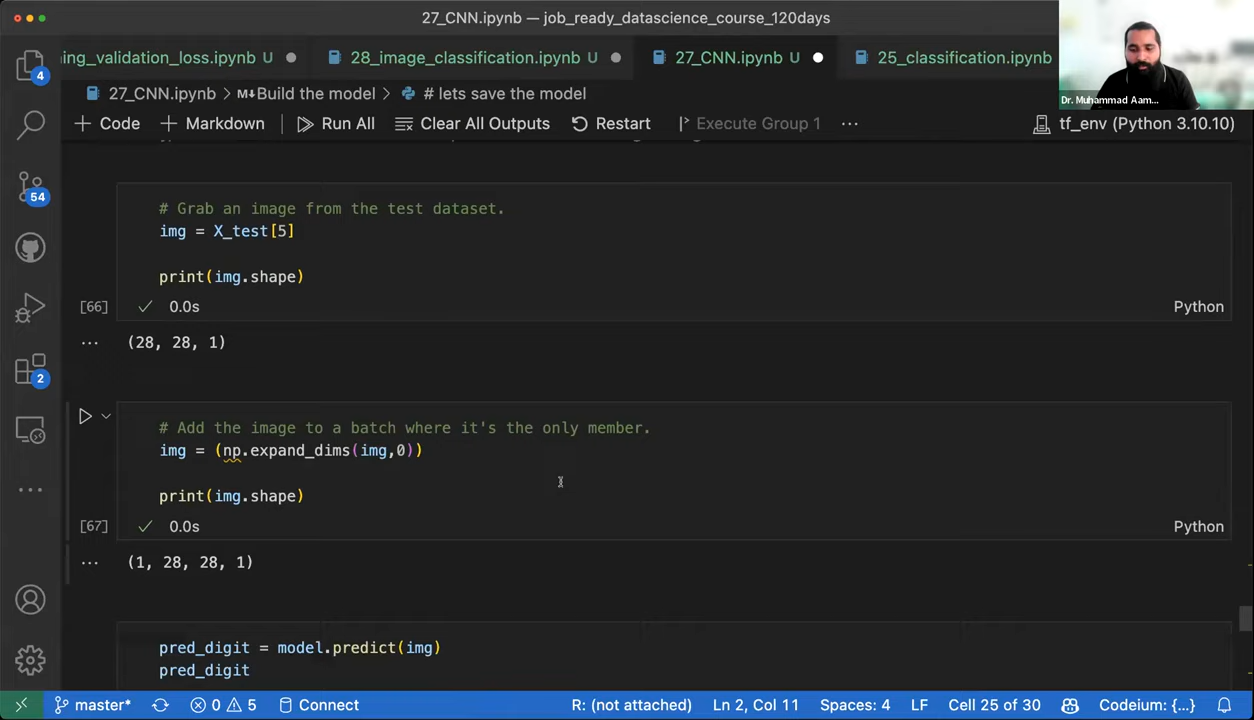 27_CNN.ipynb — job_ready_datascience_course_120days
ning_validation_loss.ipynb U
28_image_classification.ipynb U
27_CNN.ipynb U
25_classification.ipynb
Dr. Muhammad Aam...
27_CNN.ipynb > M↓Build the model > # lets save the model
+ Code + Markdown Run All Clear All Outputs Restart Execute Group 1 ...
tf_env (Python 3.10.10)
4
54
2
# Grab an image from the test dataset.
img = X_test[5]
print(img.shape)
[66] ✓ 0.0s Python
... (28, 28, 1)
# Add the image to a batch where it's the only member.
img = (np.expand_dims(img,0))
print(img.shape)
[67] ✓ 0.0s Python
... (1, 28, 28, 1)
pred_digit = model.predict(img)
pred_digit
master* 0 5 Connect R: (not attached) Ln 2, Col 11 Spaces: 4 LF Cell 25 of 30 Codeium: {...}